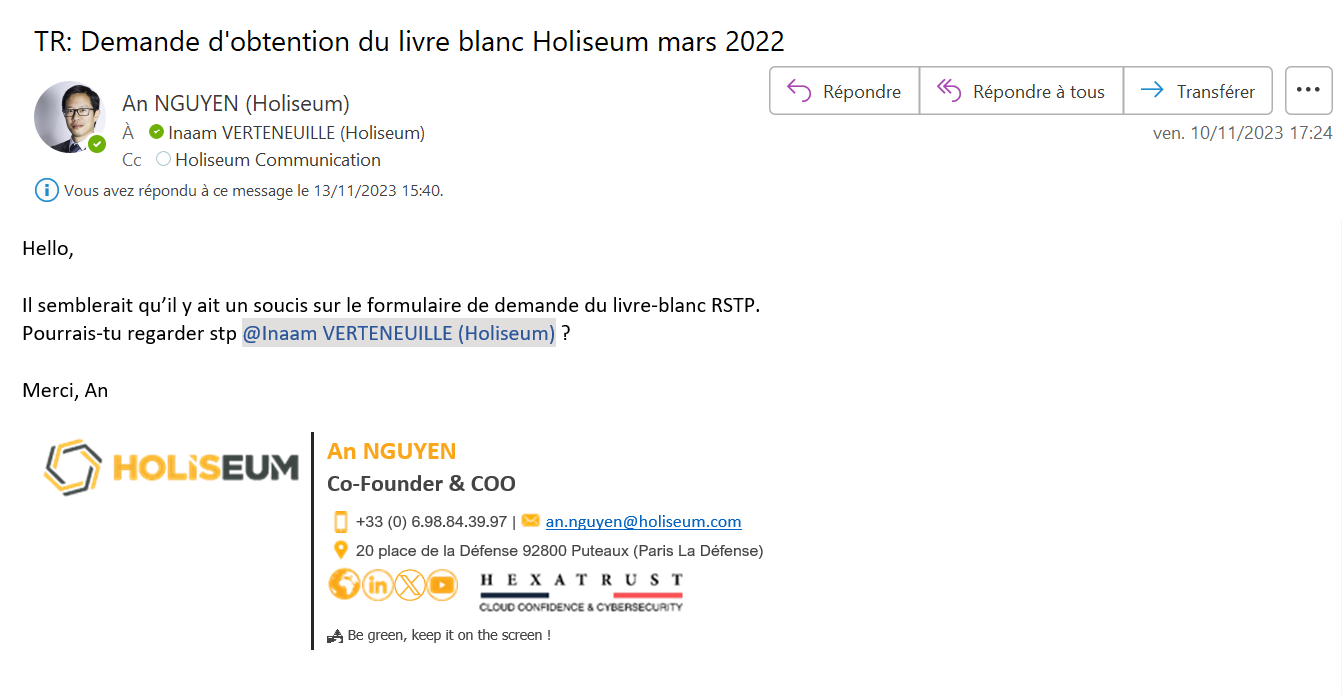 TR: Demande d'obtention du livre blanc Holiseum mars 2022
An NGUYEN (Holiseum)
À Inaam VERTENEUILLE (Holiseum)
Cc Holiseum Communication
Répondre
Répondre à tous
Transférer
ven. 10/11/2023 17:24
Vous avez répondu à ce message le 13/11/2023 15:40.
Hello,
Il semblerait qu’il y ait un soucis sur le formulaire de demande du livre-blanc RSTP.
Pourrais-tu regarder stp @Inaam VERTENEUILLE (Holiseum) ?
Merci, An
HOLiSEUM
An NGUYEN
Co-Founder & COO
+33 (0) 6.98.84.39.97 | an.nguyen@holiseum.com
20 place de la Défense 92800 Puteaux (Paris La Défense)
in
HEXATRUST
CLOUD CONFIDENCE & CYBERSECURITY
Be green, keep it on the screen !